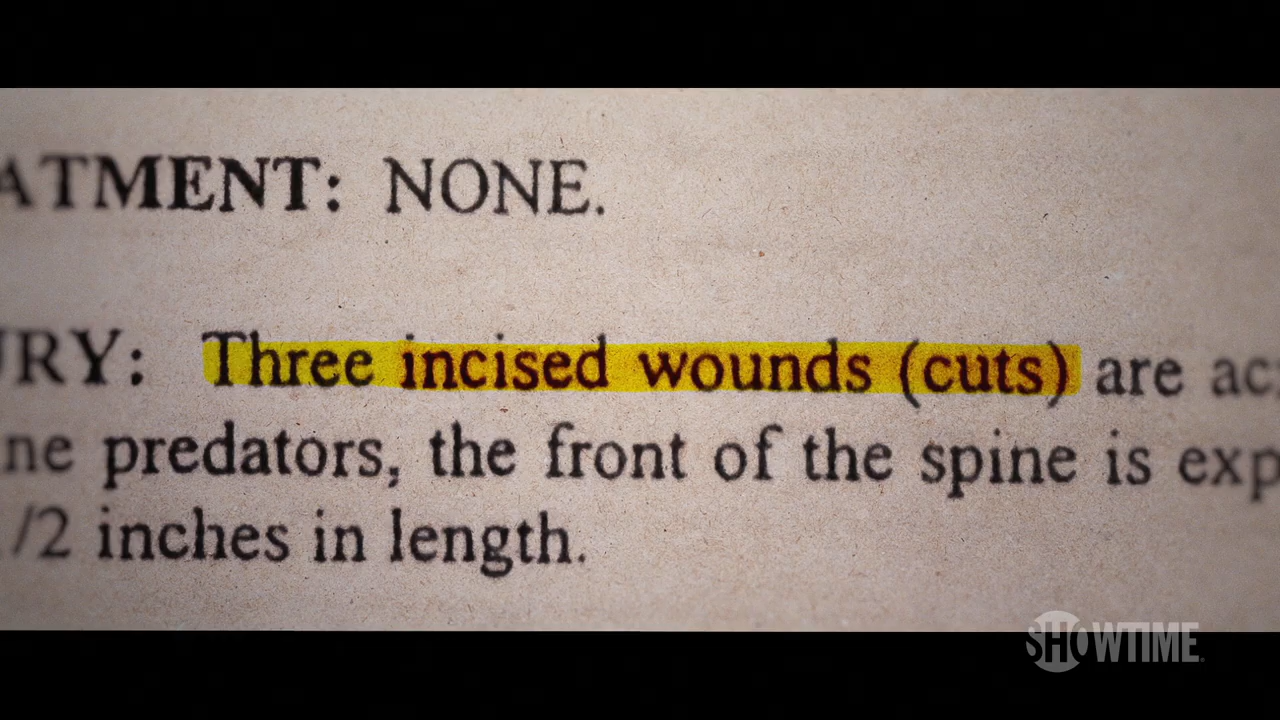 ATMENT: NONE.
URY: Three incised wounds (cuts) are ac
ne predators, the front of the spine is exp
/2 inches in length.
SHOWTIME